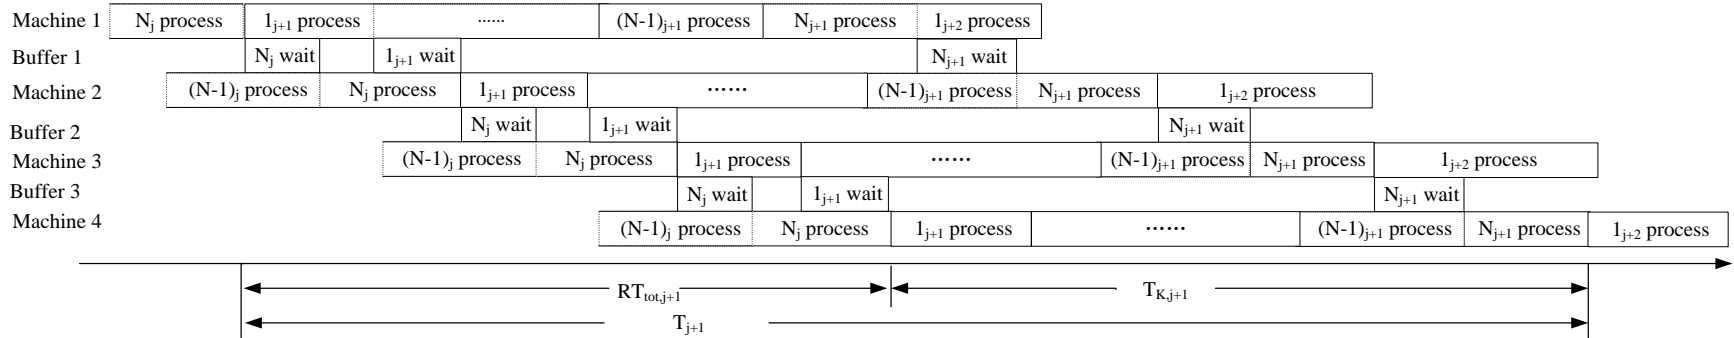 Machine 1 N_j process 1_{j+1} process ...... (N-1)_{j+1} process N_{j+1} process 1_{j+2} process
Buffer 1 N_j wait 1_{j+1} wait N_{j+1} wait
Machine 2 (N-1)_j process N_j process 1_{j+1} process ...... (N-1)_{j+1} process N_{j+1} process 1_{j+2} process
Buffer 2 N_j wait 1_{j+1} wait N_{j+1} wait
Machine 3 (N-1)_j process N_j process 1_{j+1} process ...... (N-1)_{j+1} process N_{j+1} process 1_{j+2} process
Buffer 3 N_j wait 1_{j+1} wait N_{j+1} wait
Machine 4 (N-1)_j process N_j process 1_{j+1} process ...... (N-1)_{j+1} process N_{j+1} process 1_{j+2} process
RT_{tot,j+1} T_{K,j+1}
T_{j+1}